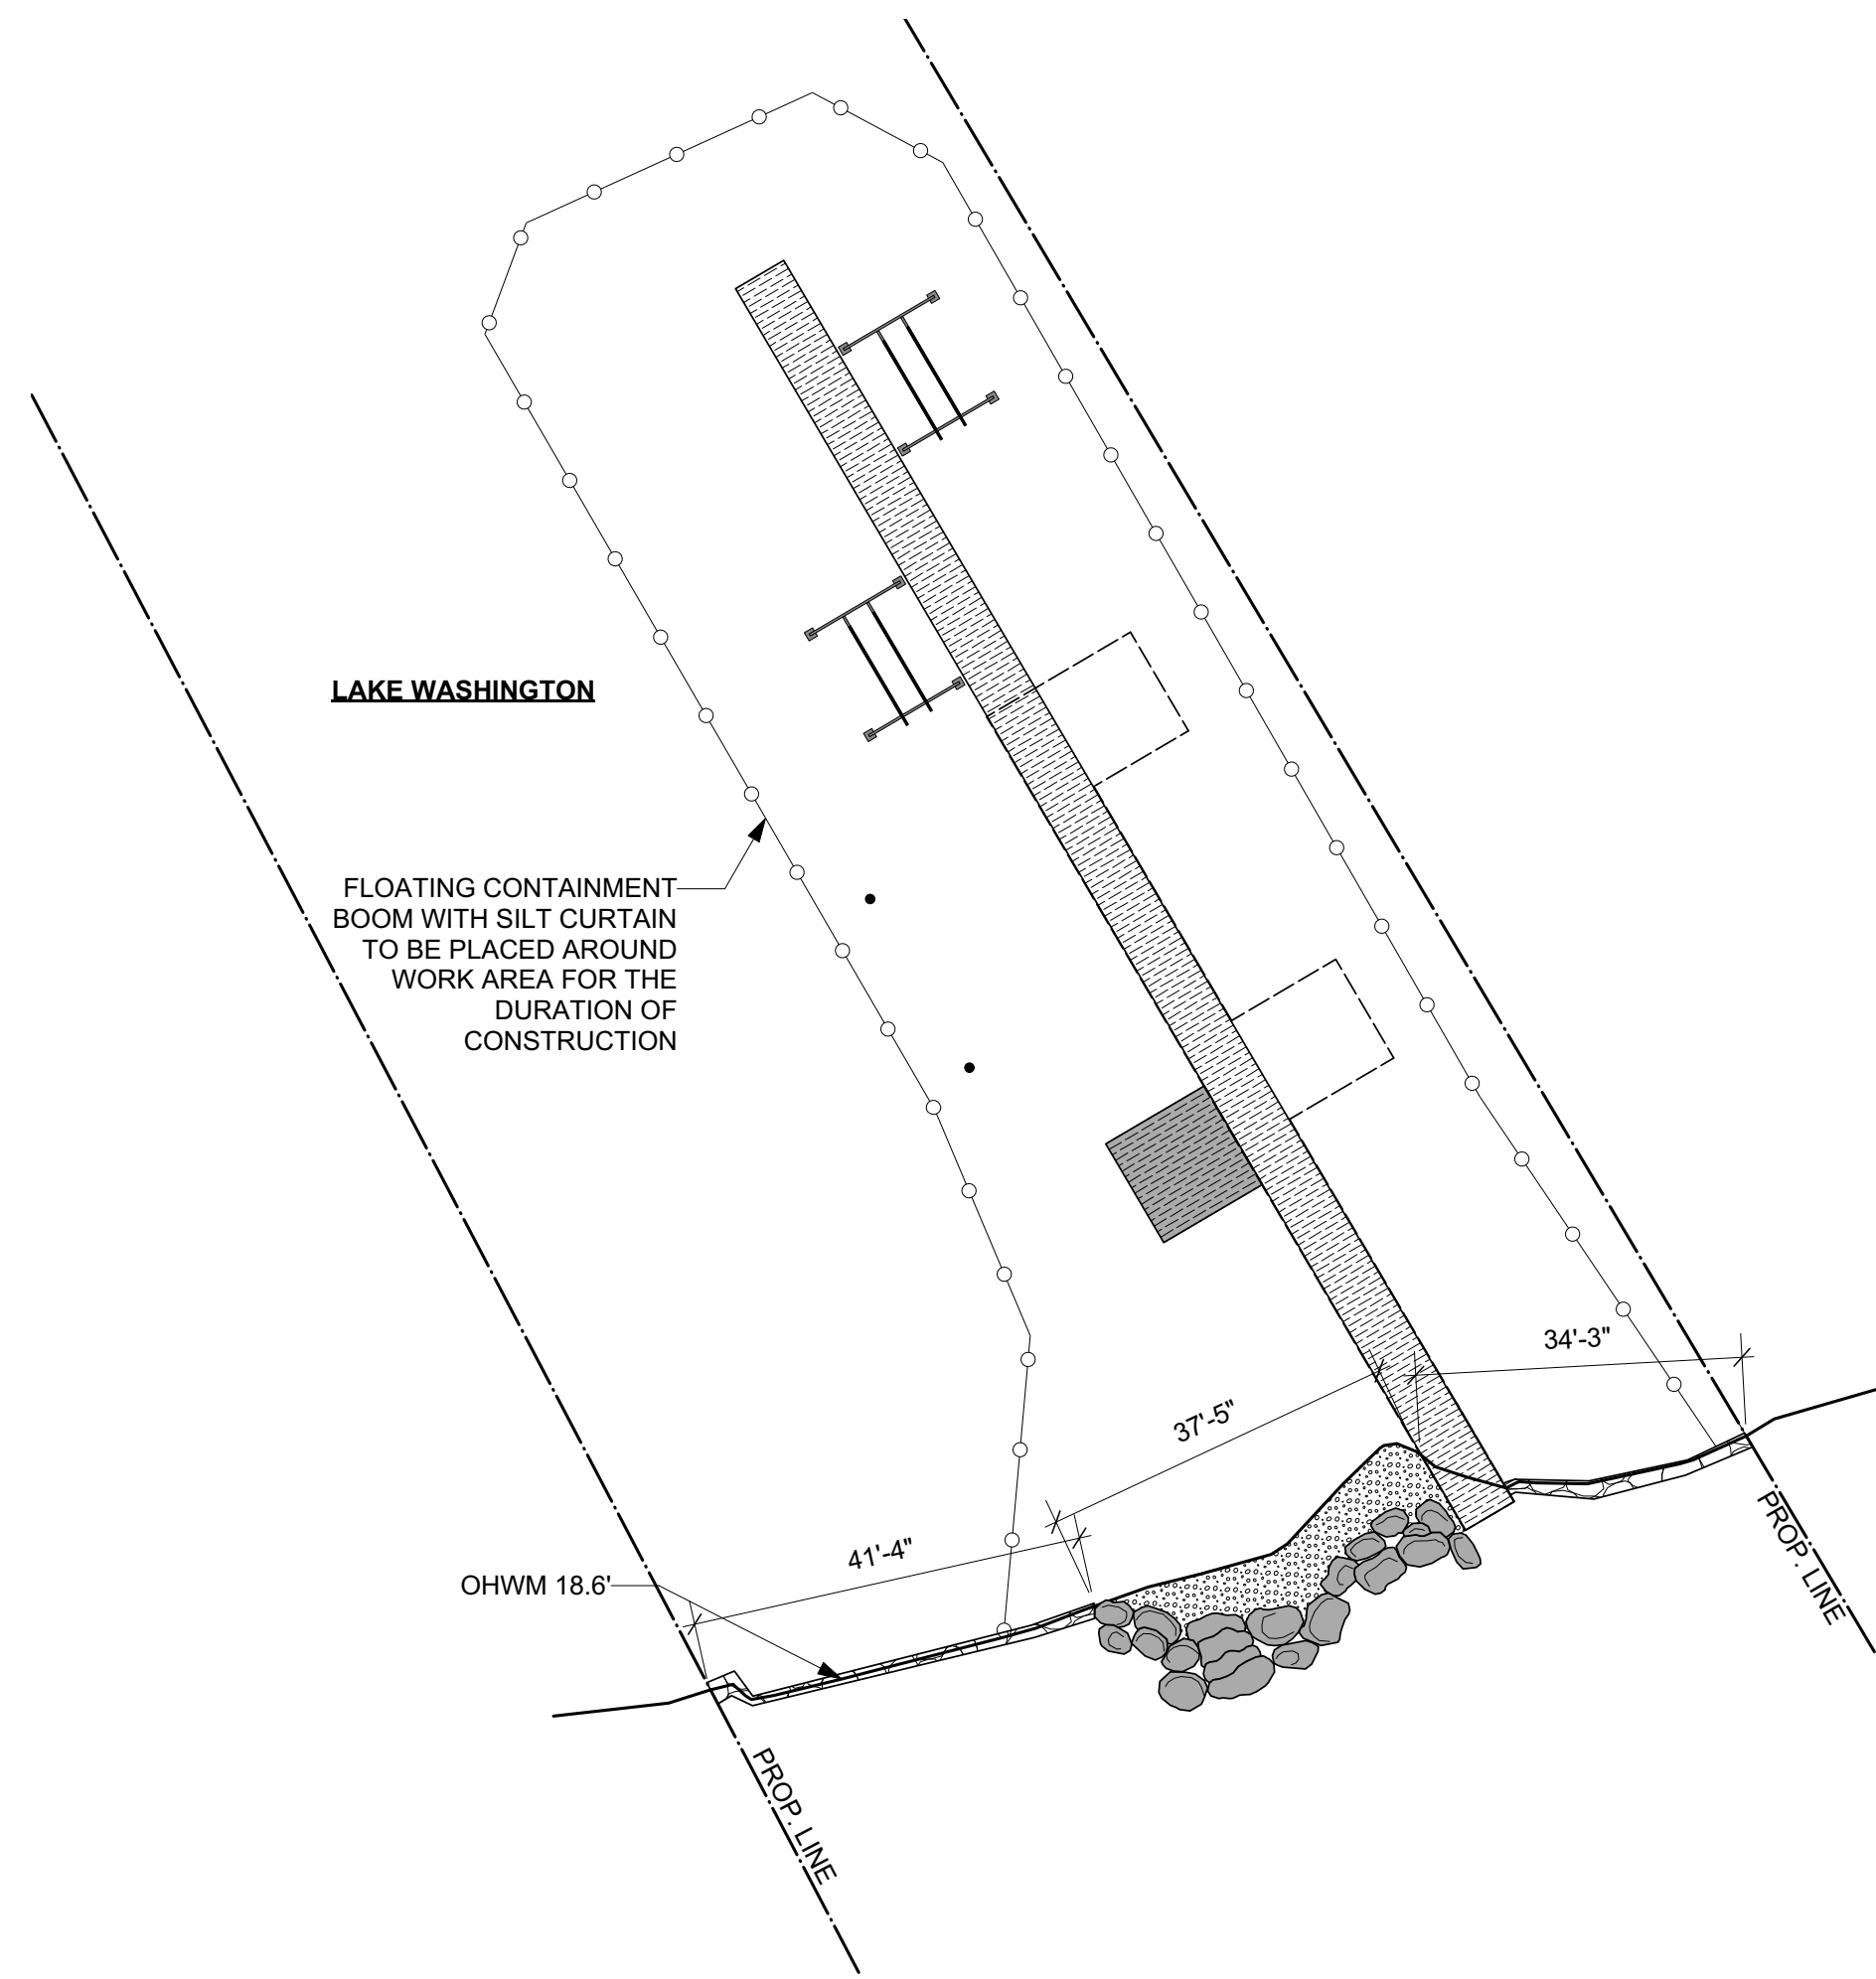 LAKE WASHINGTON
FLOATING CONTAINMENT
BOOM WITH SILT CURTAIN
TO BE PLACED AROUND
WORK AREA FOR THE
DURATION OF
CONSTRUCTION
34'-3"
37'-5"
41'-4"
OHWM 18.6'
PROP. LINE
PROP. LINE